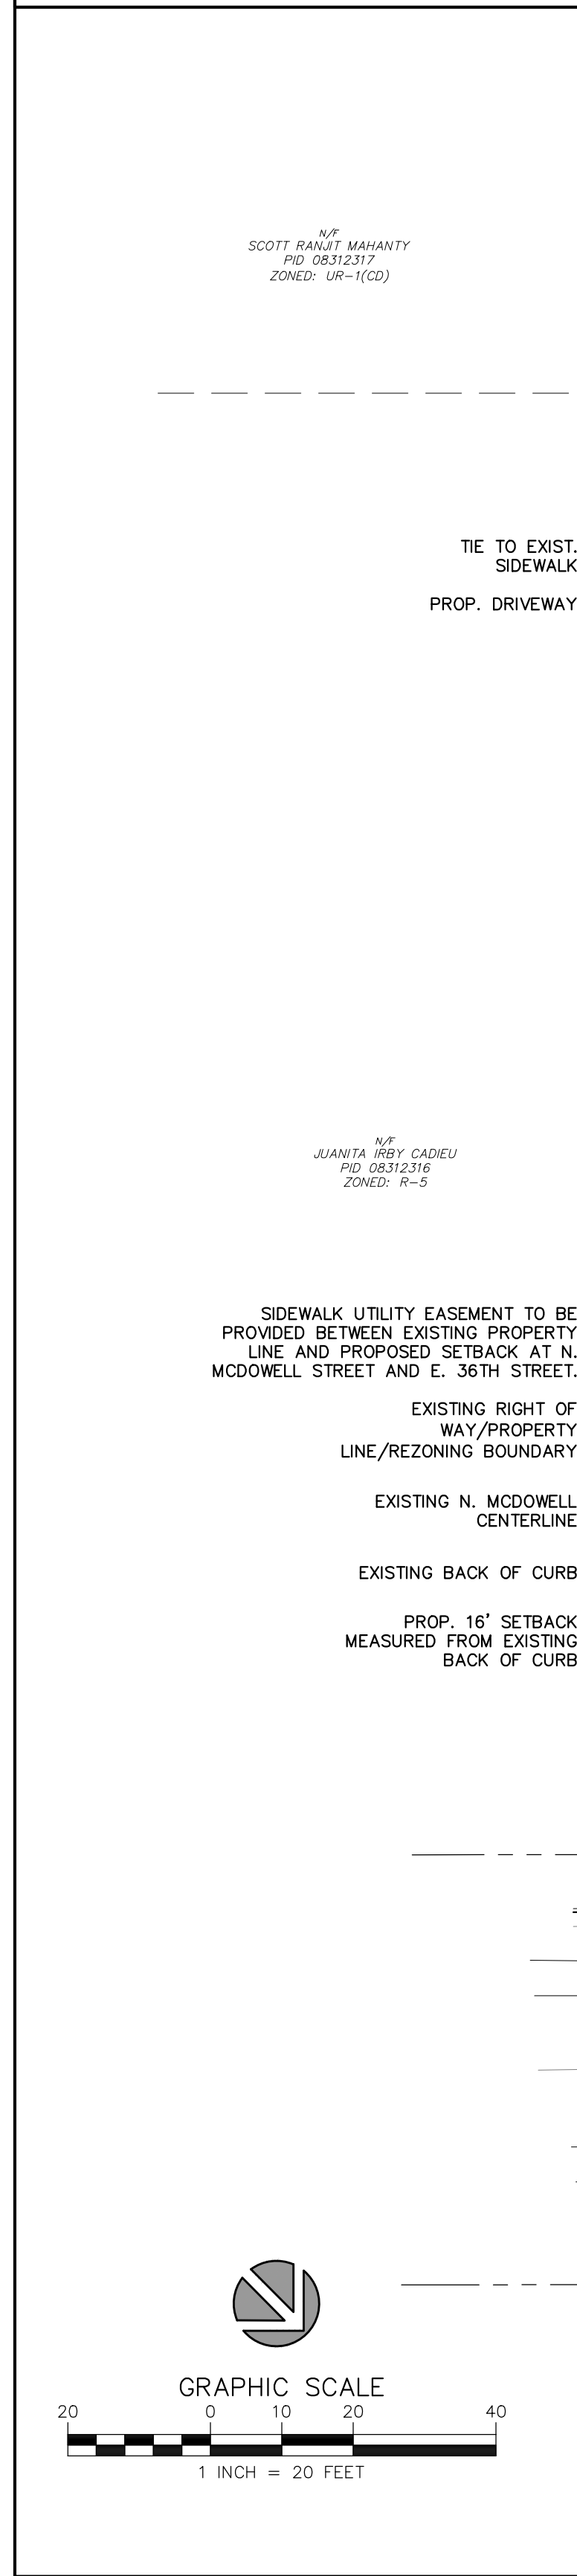 N/F
SCOTT RANJIT MAHANTY
PID 08312317
ZONED: UR-1(CD)
TIE TO EXIST.
SIDEWALK
PROP. DRIVEWAY
N/F
JUANITA IRBY CADIEU
PID 08312316
ZONED: R-5
SIDEWALK UTILITY EASEMENT TO BE
PROVIDED BETWEEN EXISTING PROPERTY
LINE AND PROPOSED SETBACK AT N.
MCDOWELL STREET AND E. 36TH STREET.
EXISTING RIGHT OF
WAY/PROPERTY
LINE/REZONING BOUNDARY
EXISTING N. MCDOWELL
CENTERLINE
EXISTING BACK OF CURB
PROP. 16' SETBACK
MEASURED FROM EXISTING
BACK OF CURB
GRAPHIC SCALE
20 0 10 20 40
1 INCH = 20 FEET